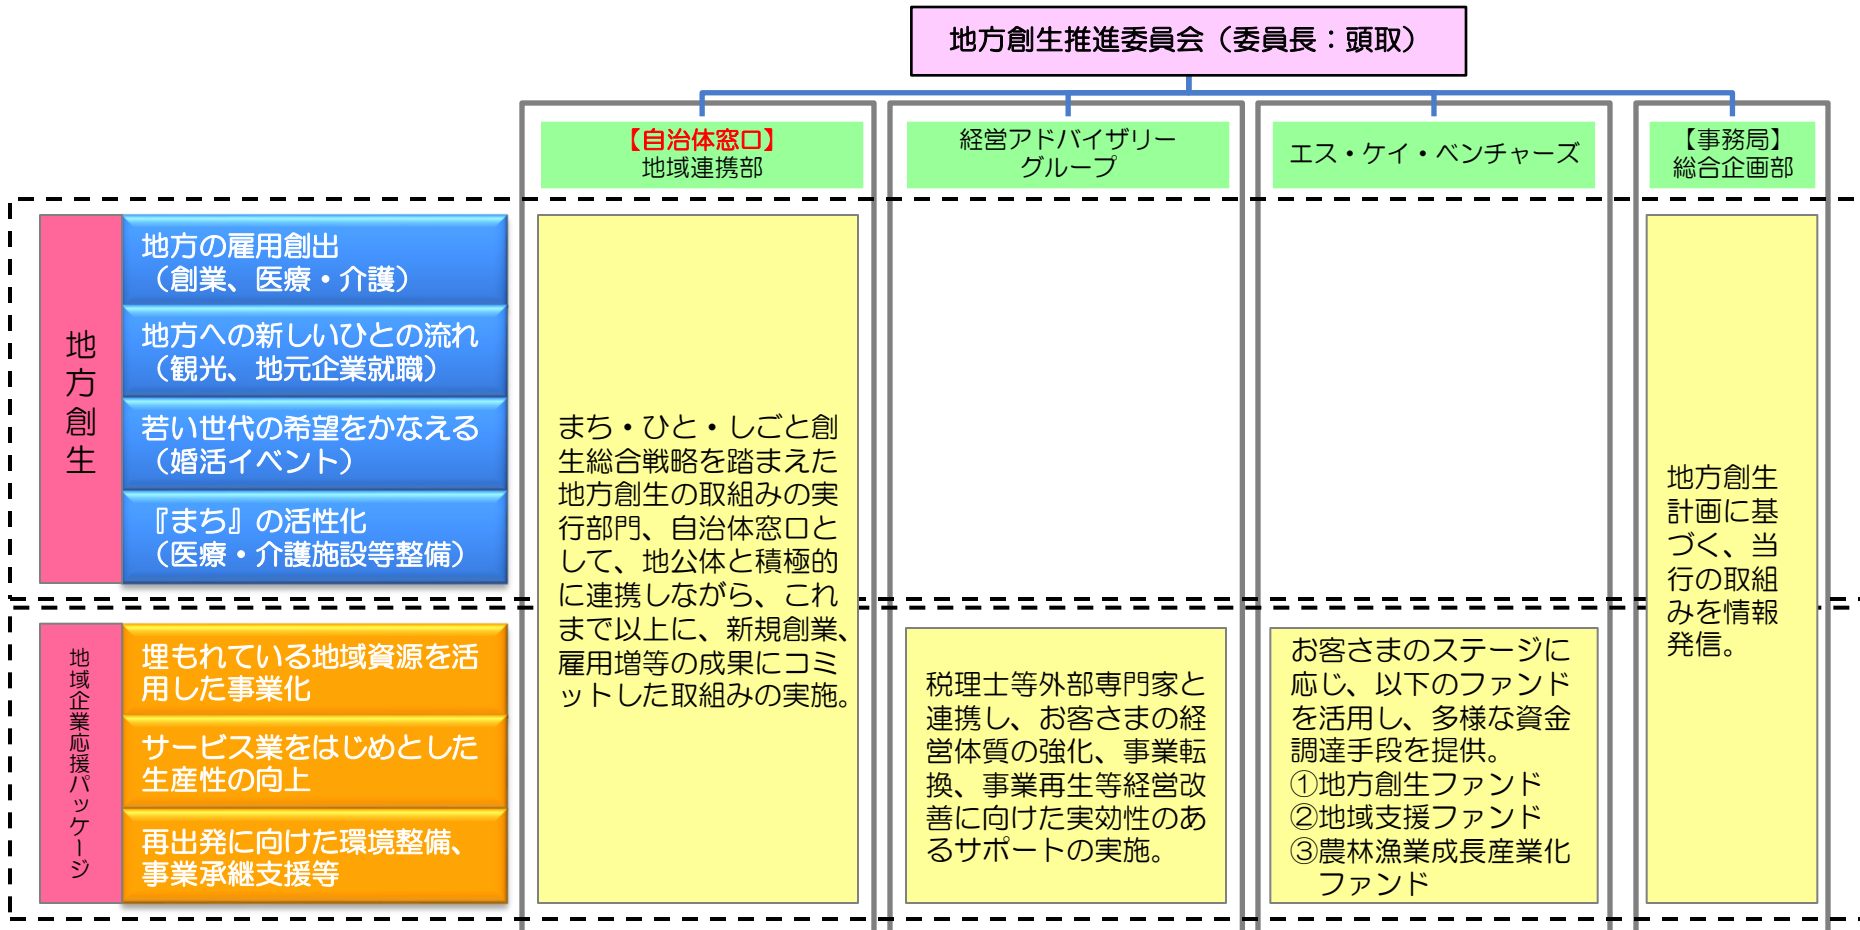 地方創生推進委員会（委員長：頭取）
【自治体窓口】
地域連携部
経営アドバイザリー
グループ
エス・ケイ・ベンチャーズ
【事務局】
総合企画部
地方創生
地方の雇用創出
（創業、医療・介護）
地方への新しいひとの流れ
（観光、地元企業就職）
若い世代の希望をかなえる
（婚活イベント）
『まち』の活性化
（医療・介護施設等整備）
地域企業応援パッケージ
埋もれている地域資源を活
用した事業化
サービス業をはじめとした
生産性の向上
再出発に向けた環境整備、
事業承継支援等
まち・ひと・しごと創
生総合戦略を踏まえた
地方創生の取組みの実
行部門、自治体窓口と
して、地公体と積極的
に連携しながら、これ
まで以上に、新規創業、
雇用増等の成果にコミ
ットした取組みの実施。
税理士等外部専門家と
連携し、お客さまの経
営体質の強化、事業転
換、事業再生等経営改
善に向けた実効性のあ
るサポートの実施。
お客さまのステージに
応じ、以下のファンド
を活用し、多様な資金
調達手段を提供。
①地方創生ファンド
②地域支援ファンド
③農林漁業成長産業化
ファンド
地方創生
計画に基
づく、当
行の取組
みを情報
発信。